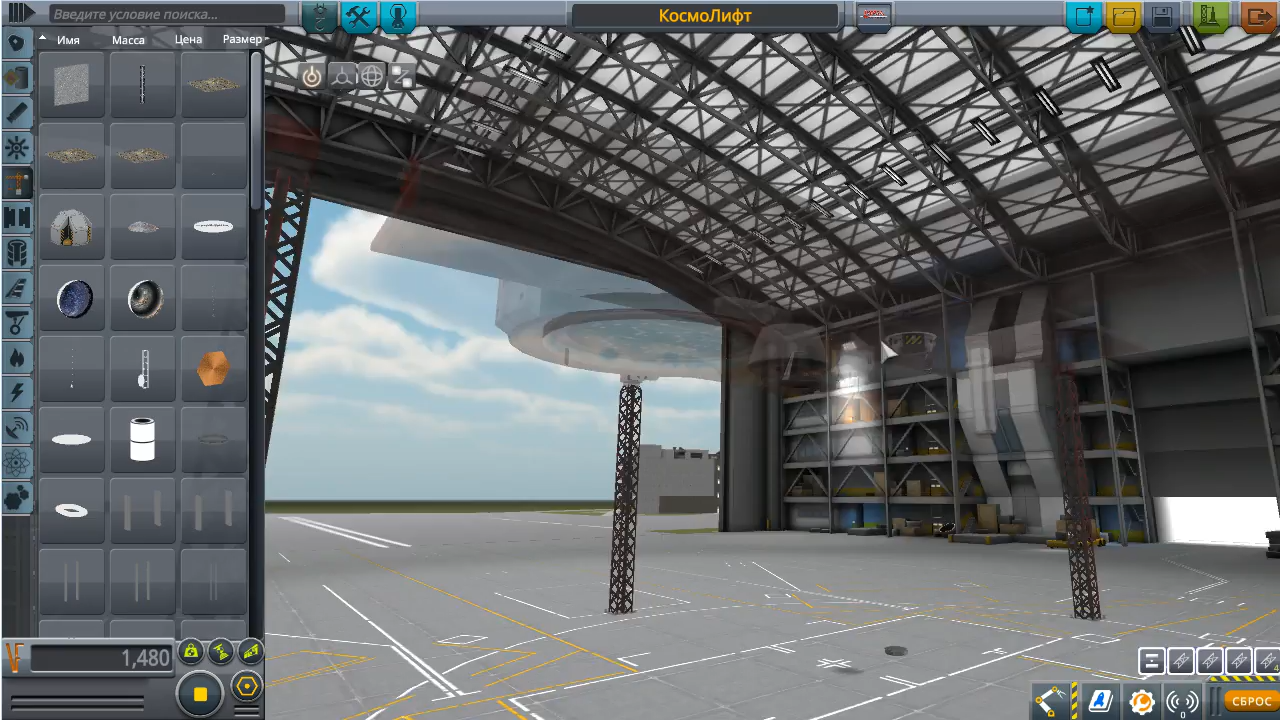 Введите условие поиска...
КосмоЛифт
Имя Масса Цена Размер
1,480
СБРОС